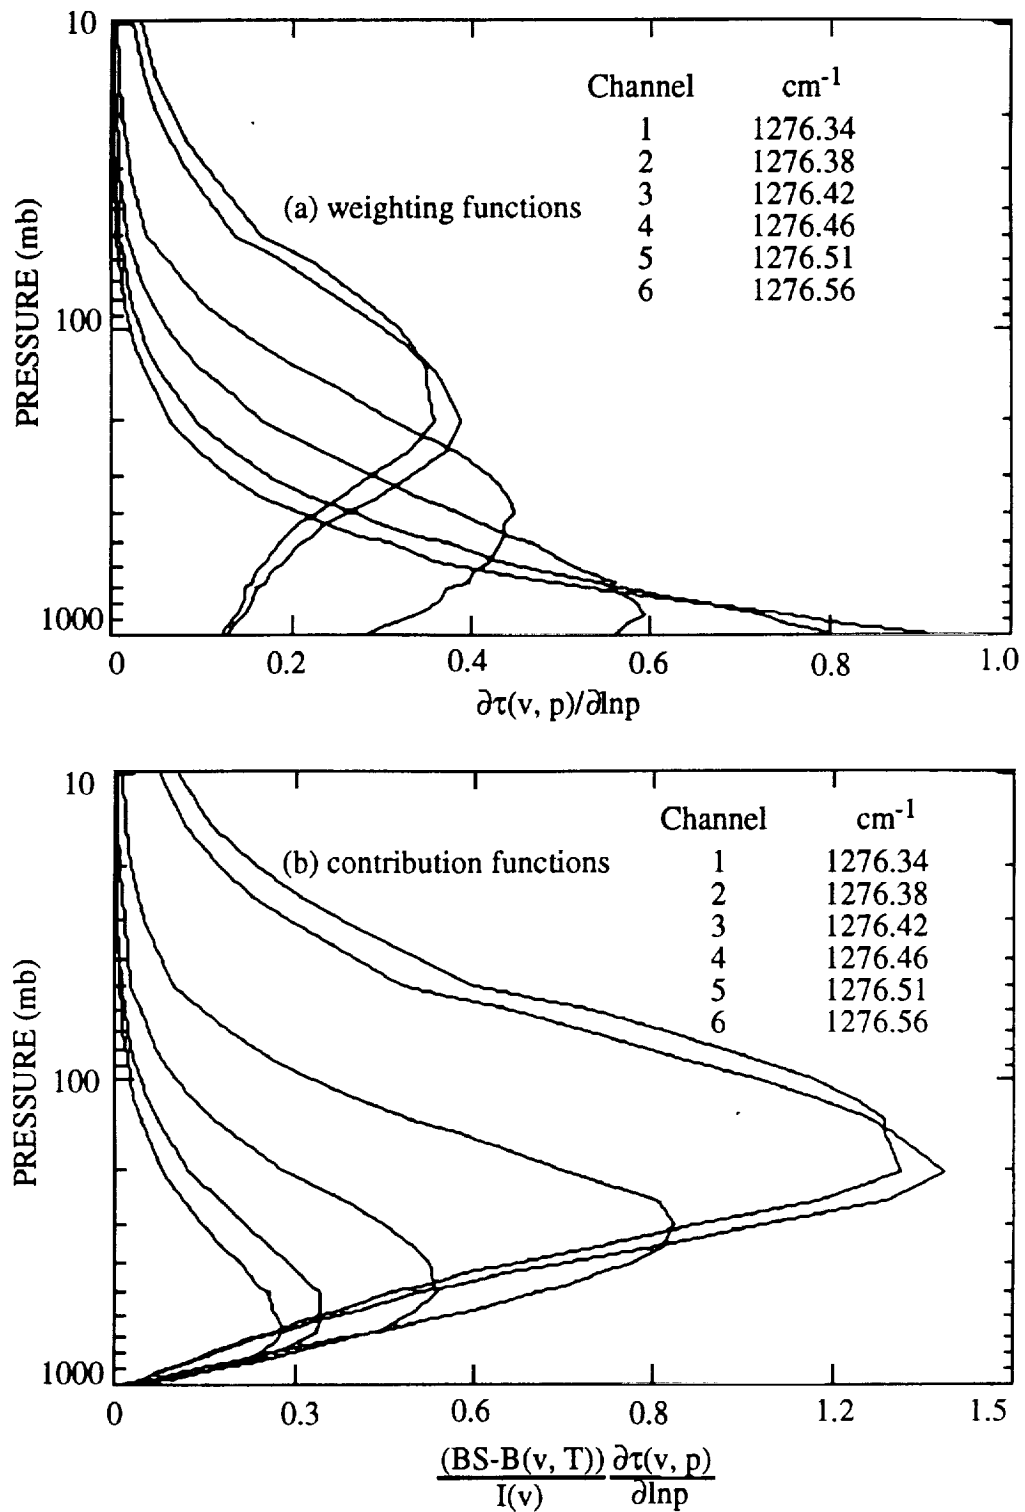 10
Channel cm-1
1 1276.34
2 1276.38
3 1276.42
(a) weighting functions
4 1276.46
5 1276.51
6 1276.56
PRESSURE (mb)
100
1000
0 0.2 0.4 0.6 0.8 1.0
∂τ(v, p)/∂lnp
10
Channel cm-1
(b) contribution functions
1 1276.34
2 1276.38
3 1276.42
4 1276.46
5 1276.51
6 1276.56
PRESSURE (mb)
100
1000
0 0.3 0.6 0.8 1.2 1.5
(BS-B(v, T)) ∂τ(v, p)
I(v) ∂lnp